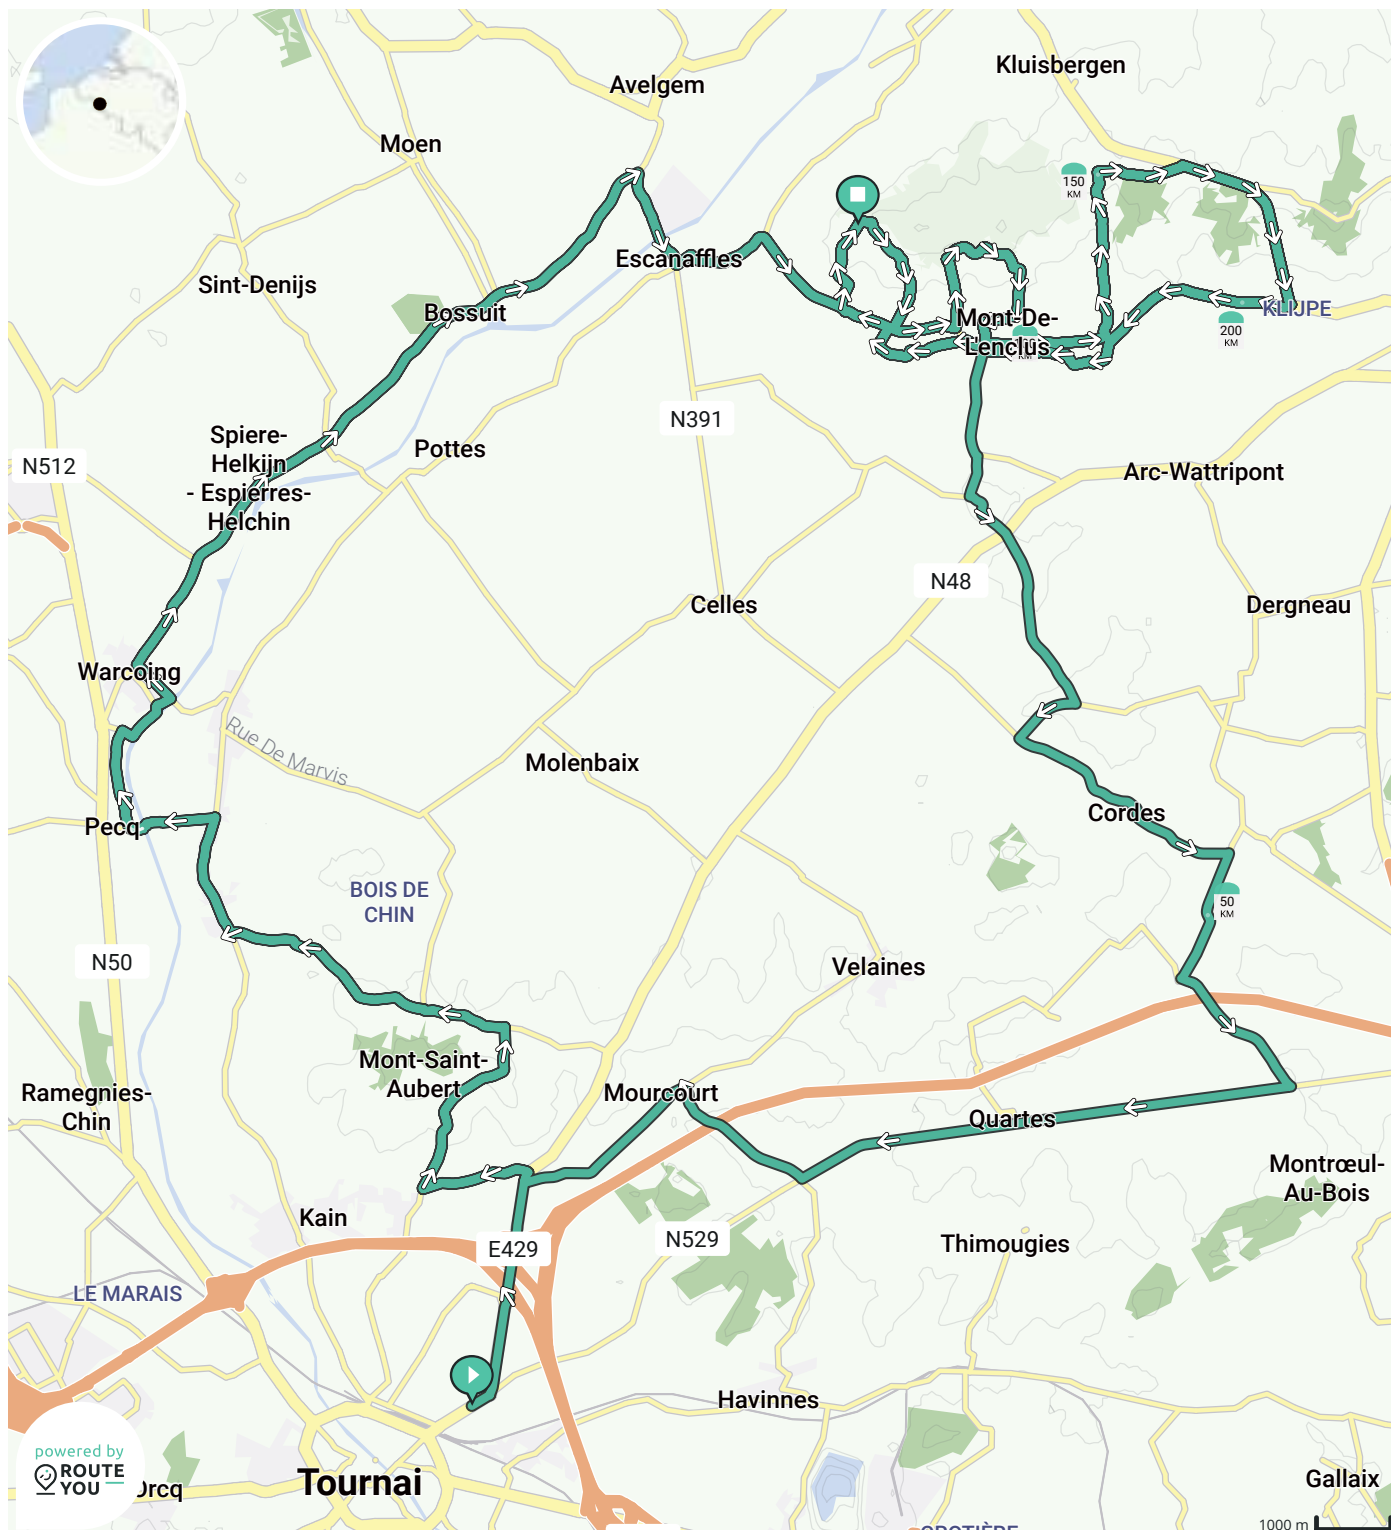 Kluisbergen
Avelgem
Moen
150
KM
Escanaffles
Sint-Denijs
Bossuit
KLIJPE
Mont-De-
Lenclus
200
KM
N391
Spiere-
Helkijn
- Espierres-
Helchin
Pottes
N512
Arc-Wattripont
N48
Celles
Dergneau
Warcoing
Rue De Marvis
Molenbaix
Cordes
Pecq
BOIS DE
CHIN
50
KM
N50
Velaines
Mont-Saint-
Aubert
Ramegnies-
Chin
Mourcourt
Quartes
Montrœul-
Au-Bois
Kain
E429
N529
Thimougies
LE MARAIS
Havinnes
powered by
ROUTE
YOU
Tournai
Gallaix
1000 m